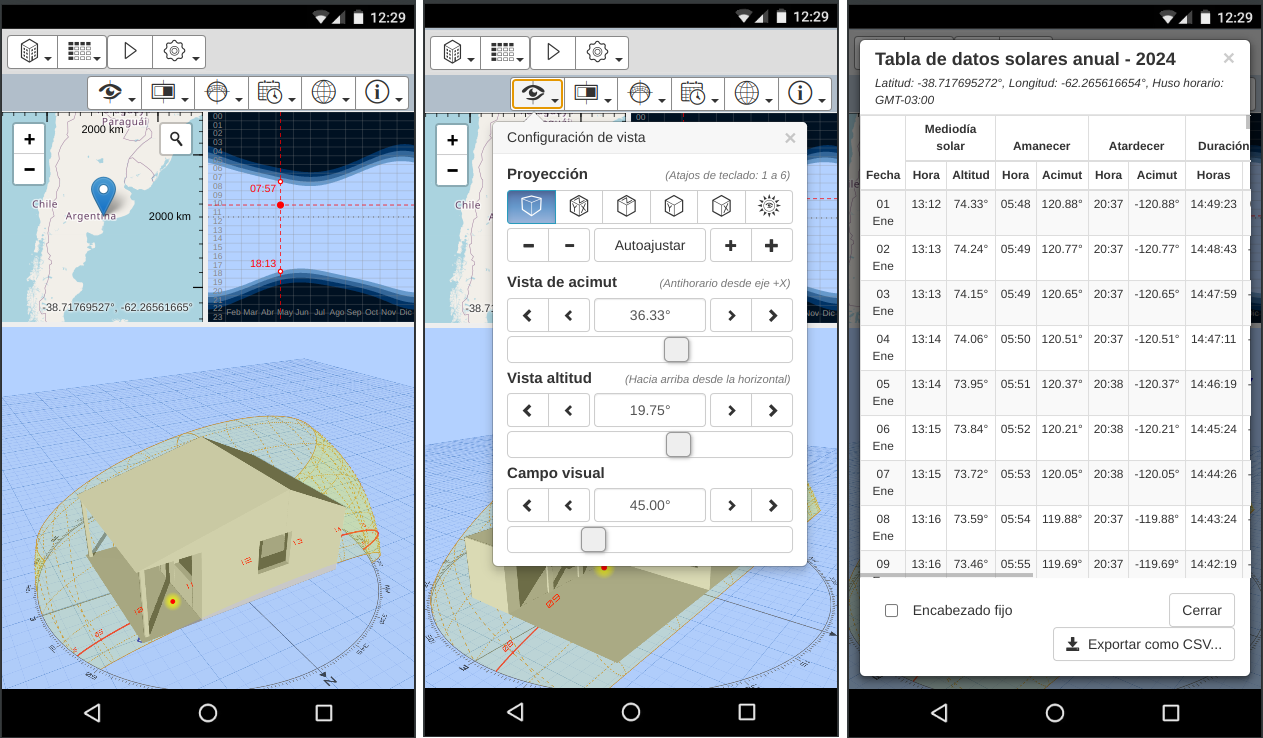 12:29
2000 km
Paraguái
Chile
Argentina
2000 km
-38.71769527°, -62.26561665°
00
01
02
03
04
05
06
07
08
09
10
11
12
13
14
15
16
17
18
19
20
21
22
23
07:57
18:13
Feb Mar Abr May Jun Jul Ago Sep Oct Nov Dic
N
12:29
Chile
-38.71
Nov Dic
Configuración de vista ×
Proyección (Atajos de teclado: 1 a 6)
Autoajustar
Vista de acimut (Antihorario desde eje +X)
36.33°
Vista altitud (Hacia arriba desde la horizontal)
19.75°
Campo visual
45.00°
09
12:29
Tabla de datos solares anual - 2024 ×
Latitud: -38.717695272°, Longitud: -62.265616654°, Huso horario:
GMT-03:00
Mediodía solar Amanecer Atardecer Duración
Fecha Hora Altitud Hora Acimut Hora Acimut Horas
01 Ene 13:12 74.33° 05:48 120.88° 20:37 -120.88° 14:49:23
02 Ene 13:13 74.24° 05:49 120.77° 20:37 -120.77° 14:48:43
03 Ene 13:13 74.15° 05:49 120.65° 20:37 -120.65° 14:47:59
04 Ene 13:14 74.06° 05:50 120.51° 20:38 -120.51° 14:47:11
05 Ene 13:14 73.95° 05:51 120.37° 20:38 -120.37° 14:46:19
06 Ene 13:15 73.84° 05:52 120.21° 20:38 -120.21° 14:45:24
07 Ene 13:15 73.72° 05:53 120.05° 20:38 -120.05° 14:44:26
08 Ene 13:16 73.59° 05:54 119.88° 20:37 -119.88° 14:43:24
09 13:16 73.46° 05:55 119.69° 20:37 -119.69° 14:42:19
Encabezado fijo
Cerrar
Exportar como CSV...